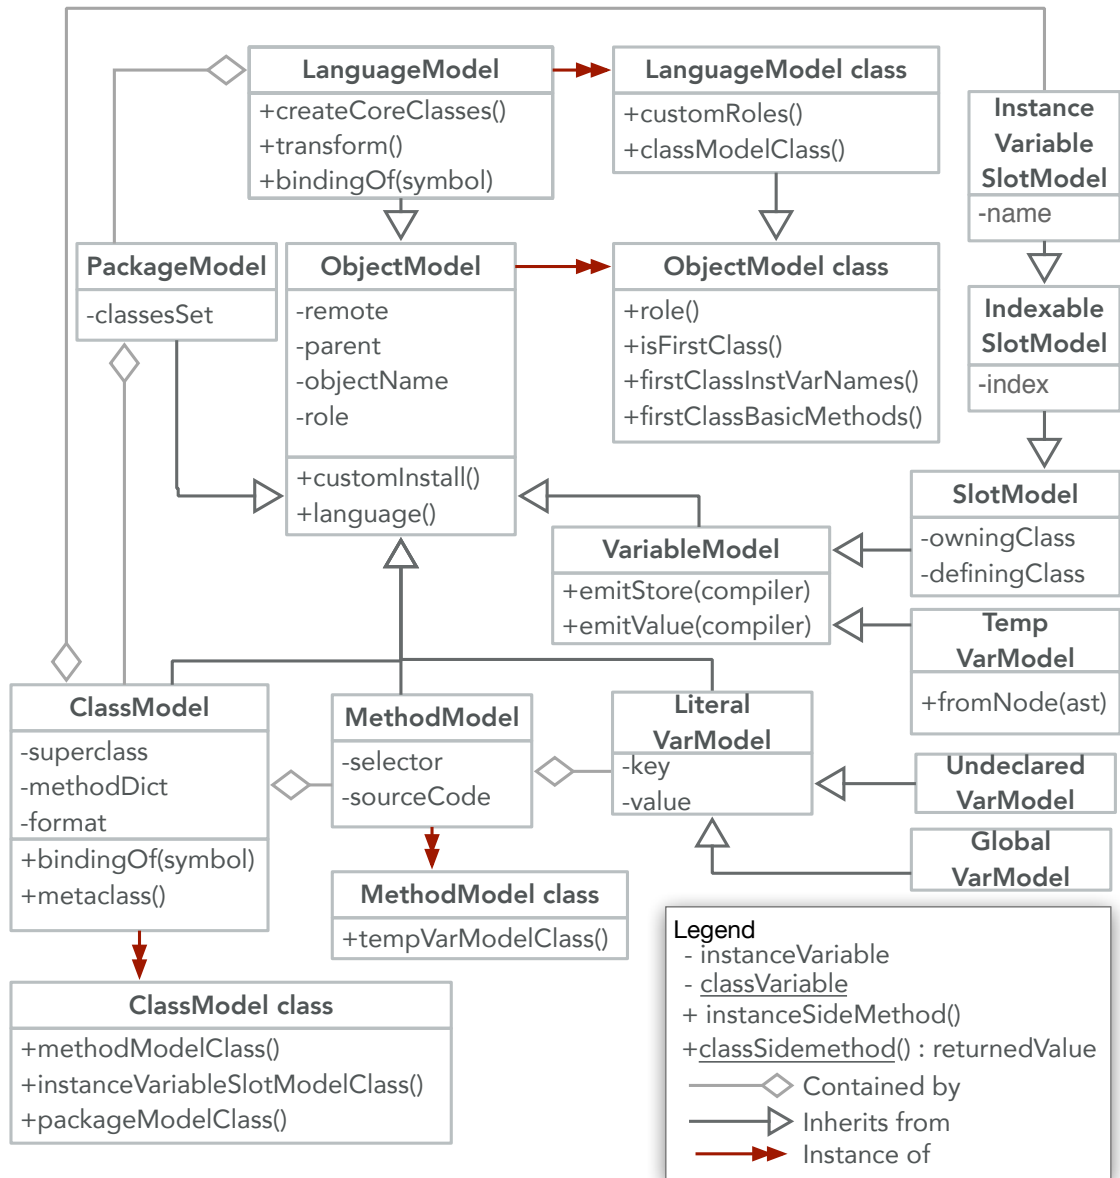 LanguageModel
+createCoreClasses()
+transform()
+bindingOf(symbol)
LanguageModel class
+customRoles()
+classModelClass()
Instance
Variable
SlotModel
-name
PackageModel
-classesSet
ObjectModel
-remote
-parent
-objectName
-role
+customInstall()
+language()
ObjectModel class
+role()
+isFirstClass()
+firstClassInstVarNames()
+firstClassBasicMethods()
Indexable
SlotModel
-index
SlotModel
-owningClass
-definingClass
VariableModel
+emitStore(compiler)
+emitValue(compiler)
Temp
VarModel
+fromNode(ast)
ClassModel
-superclass
-methodDict
-format
+bindingOf(symbol)
+metaclass()
MethodModel
-selector
-sourceCode
Literal
VarModel
-key
-value
Undeclared
VarModel
Global
VarModel
MethodModel class
+tempVarModelClass()
ClassModel class
+methodModelClass()
+instanceVariableSlotModelClass()
+packageModelClass()
Legend
- instanceVariable
- classVariable
+ instanceSideMethod()
+classSidemethod() : returnedValue
Contained by
Inherits from
Instance of